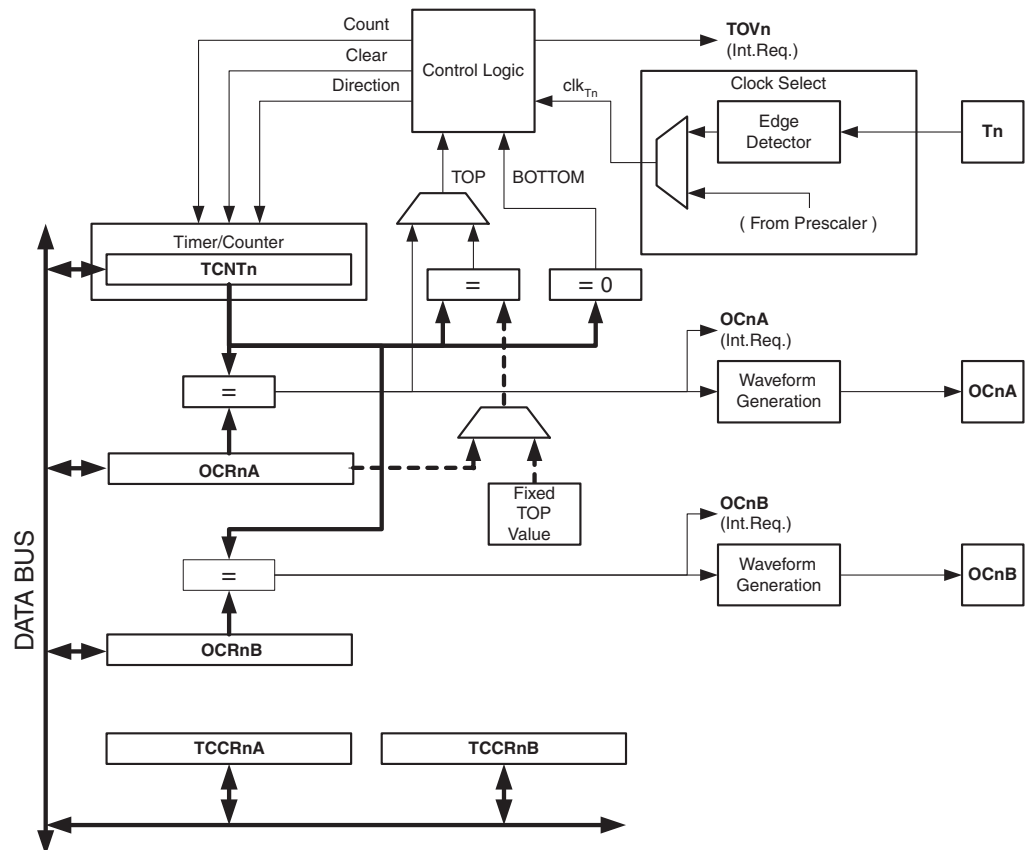 Count
Clear
Direction
Control Logic
TOVn
(Int.Req.)
clkTn
Clock Select
Edge
Detector
Tn
( From Prescaler )
TOP
BOTTOM
Timer/Counter
TCNTn
=
= 0
OCnA
(Int.Req.)
=
Waveform
Generation
OCnA
OCRnA
Fixed
TOP
Value
OCnB
(Int.Req.)
=
Waveform
Generation
OCnB
DATA BUS
OCRnB
TCCRnA
TCCRnB